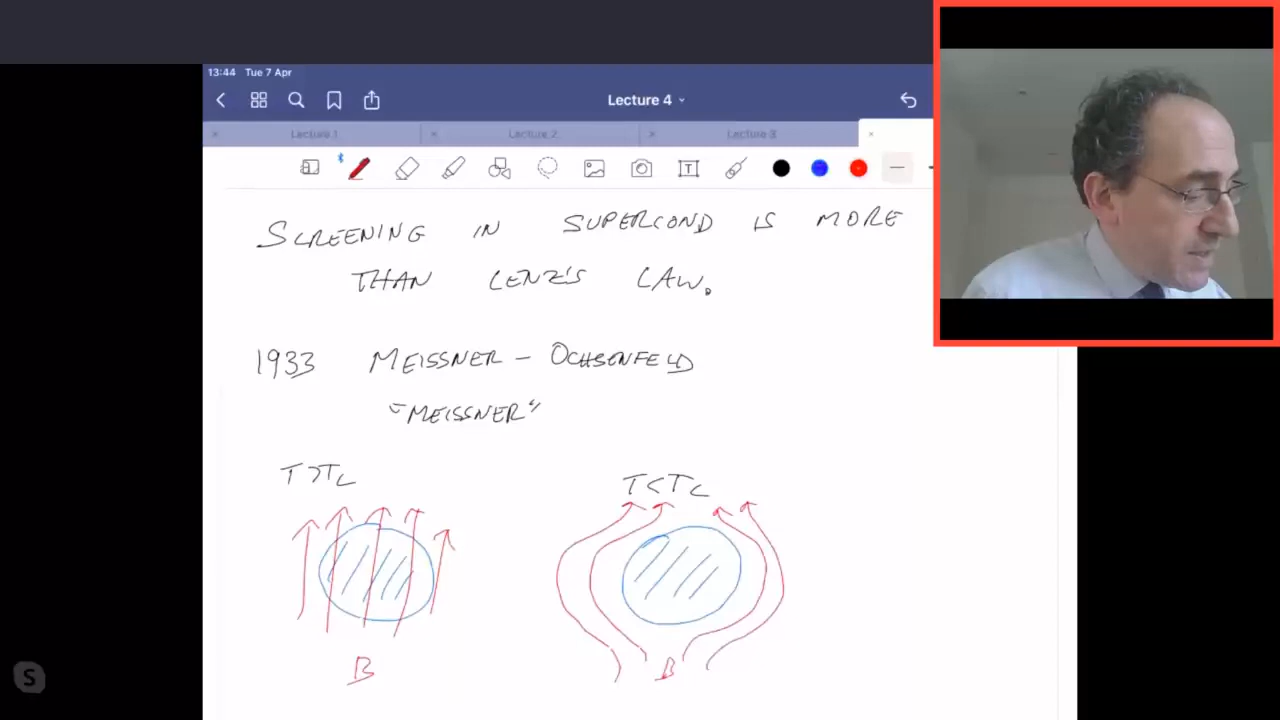 13:44 Tue 7 Apr
Lecture 4
Lecture 1
Lecture 2
Lecture 3
T
SCREENING IN SUPERCOND IS MORE
THAN LENZ'S LAW.
1933 MEISSNER - OCHSENFELD
"MEISSNER"
T>Tc
T<Tc
B
B
S